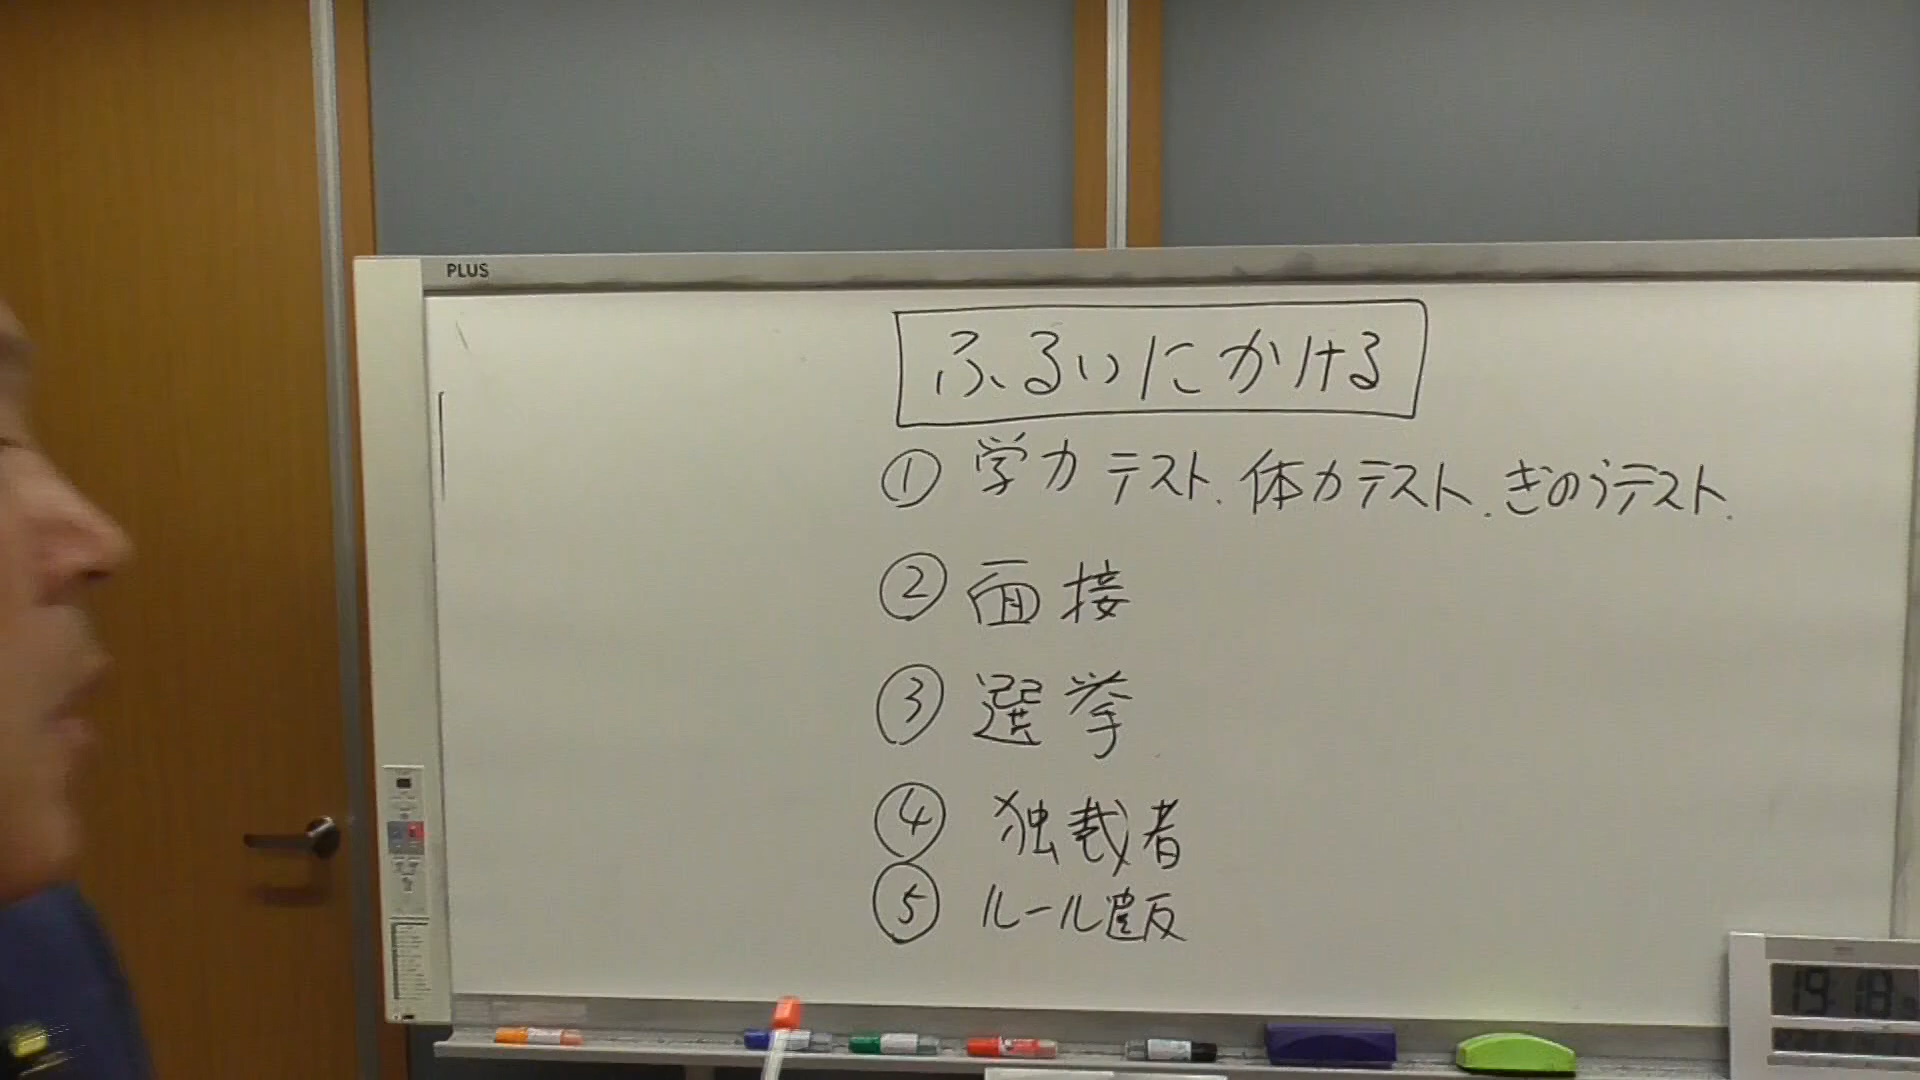 PLUS
ふるいにかける
① 学力テスト、体力テスト、ぎのうテスト、
② 面接
③ 選挙
④ 独裁者
⑤ ルール違反
19:18